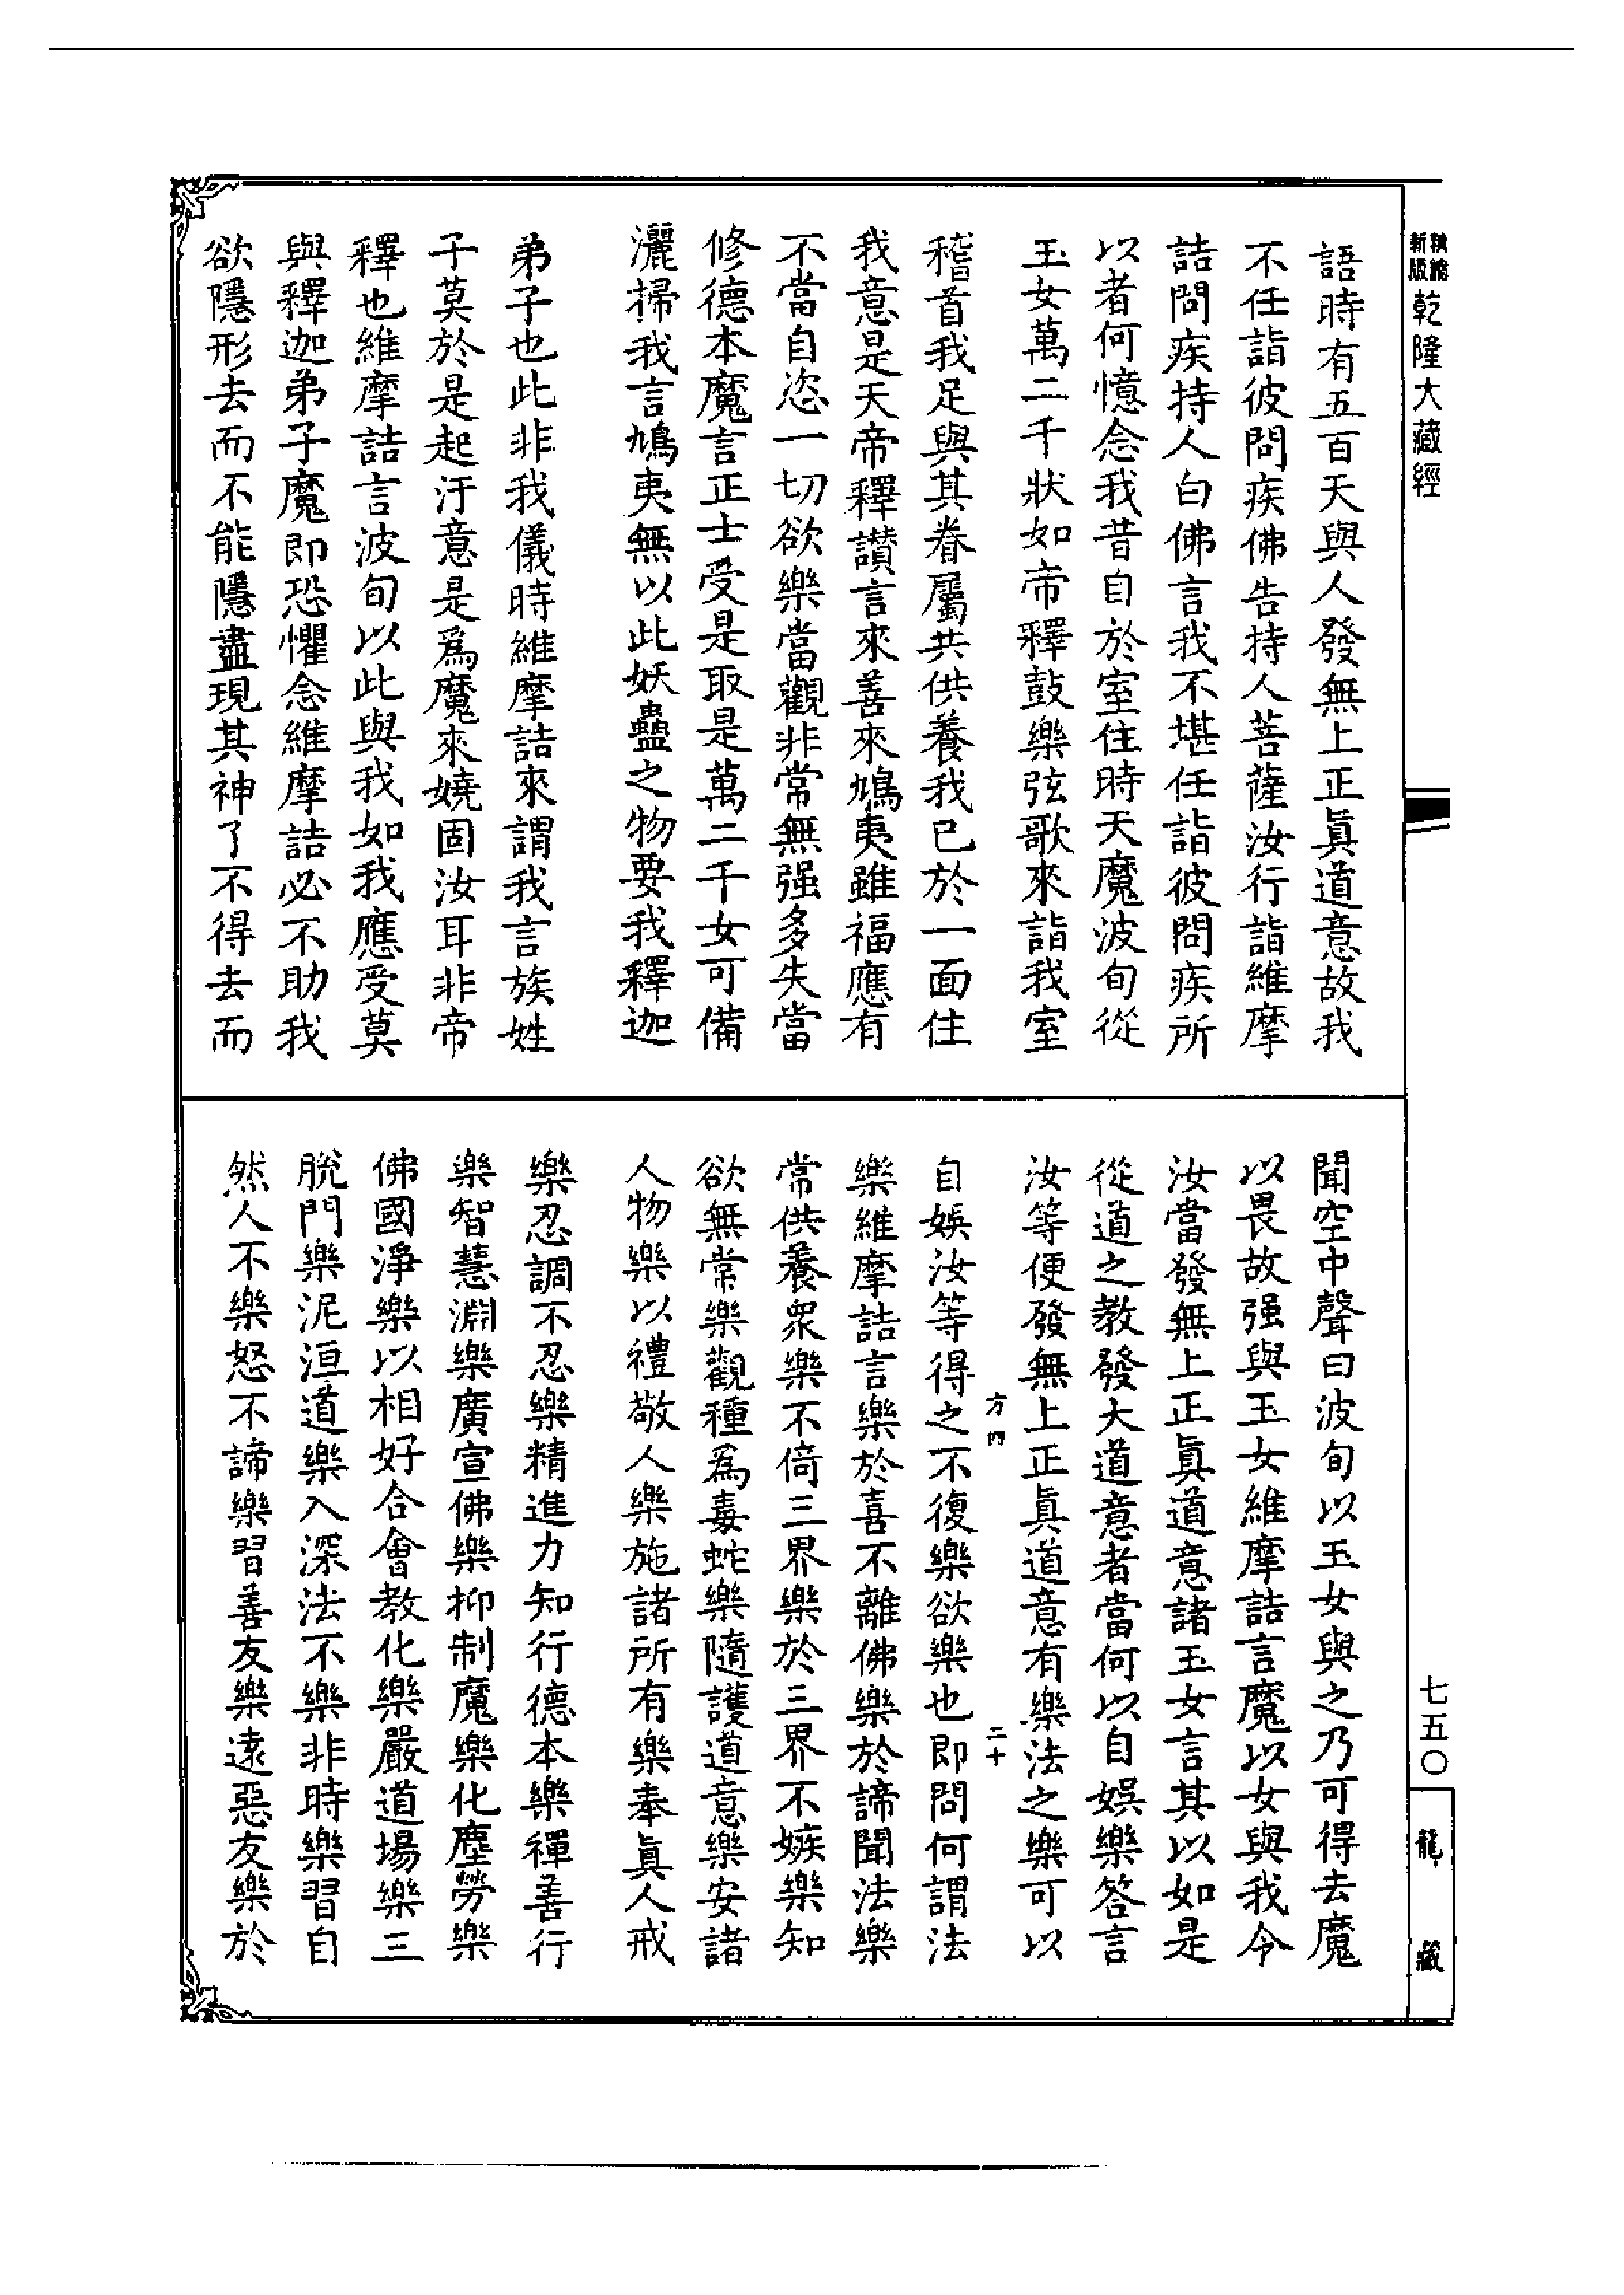 新版精縮乾隆大藏經
語時有五百天與人發無上正眞道意故我
不任詣彼問疾佛告持人菩薩汝行詣維摩
詰問疾持人白佛言我不堪任詣彼問疾所
以者何憶念我昔自於室住時天魔波旬從
玉女萬二千狀如帝釋鼓樂弦歌來詣我室
稽首我足與其眷屬共供養我已於一面住
我意是天帝釋讃言來善來鳩夷雖福應有
不當自恣一切欲樂當觀非常無强多失當
修德本魔言正士受是取是萬二千女可備
灑掃我言鳩夷無以此妖蠱之物要我釋迦
弟子也此非我儀時維摩詰來謂我言族姓
子莫於是起汙意是爲魔來嬈固汝耳非帝
釋也維摩詰言波旬以此與我如我應受莫
與釋迦弟子魔即恐懼念維摩詰必不助我
欲隱形去而不能隱盡現其神了不得去而
聞空中聲曰波旬以玉女與之乃可得去魔
以畏故强與玉女維摩詰言魔以女與我今
汝當發無上正眞道意諸玉女言其以如是
從道之教發大道意者當何以自娛樂答言
汝等便發無上正眞道意有樂法之樂可以
方四 二十
自娛汝等得之不復樂欲樂也即問何謂法
樂維摩詰言樂於喜不離佛樂於諦聞法樂
常供養衆樂不倚三界樂於三界不嫉樂知
欲無常樂觀種爲毒蛇樂隨護道意樂安諸
人物樂以禮敬人樂施諸所有樂奉眞人戒
樂忍調不忍樂精進力知行德本樂禪善行
樂智慧淵樂廣宣佛樂抑制魔樂化塵勞樂
佛國淨樂以相好合會教化樂嚴道場樂三
脫門樂泥洹道樂入深法不樂非時樂習自
然人不樂怒不諦樂習善友樂遠惡友樂於
七五〇
龍藏